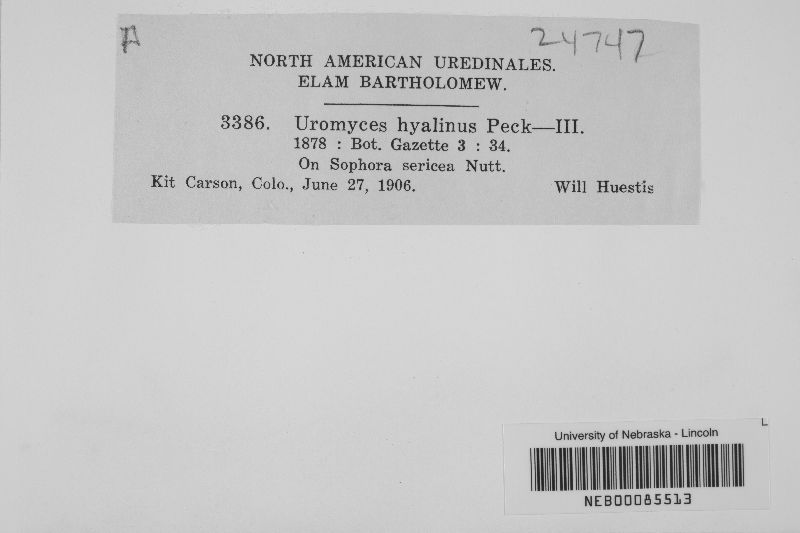 A
24747
NORTH AMERICAN UREDINALES.
ELAM BARTHOLOMEW.
3386. Uromyces hyalinus Peck—III.
1878 : Bot. Gazette 3 : 34.
On Sophora sericea Nutt.
Kit Carson, Colo., June 27, 1906. Will Huestis
L
University of Nebraska - Lincoln
NEB00085513